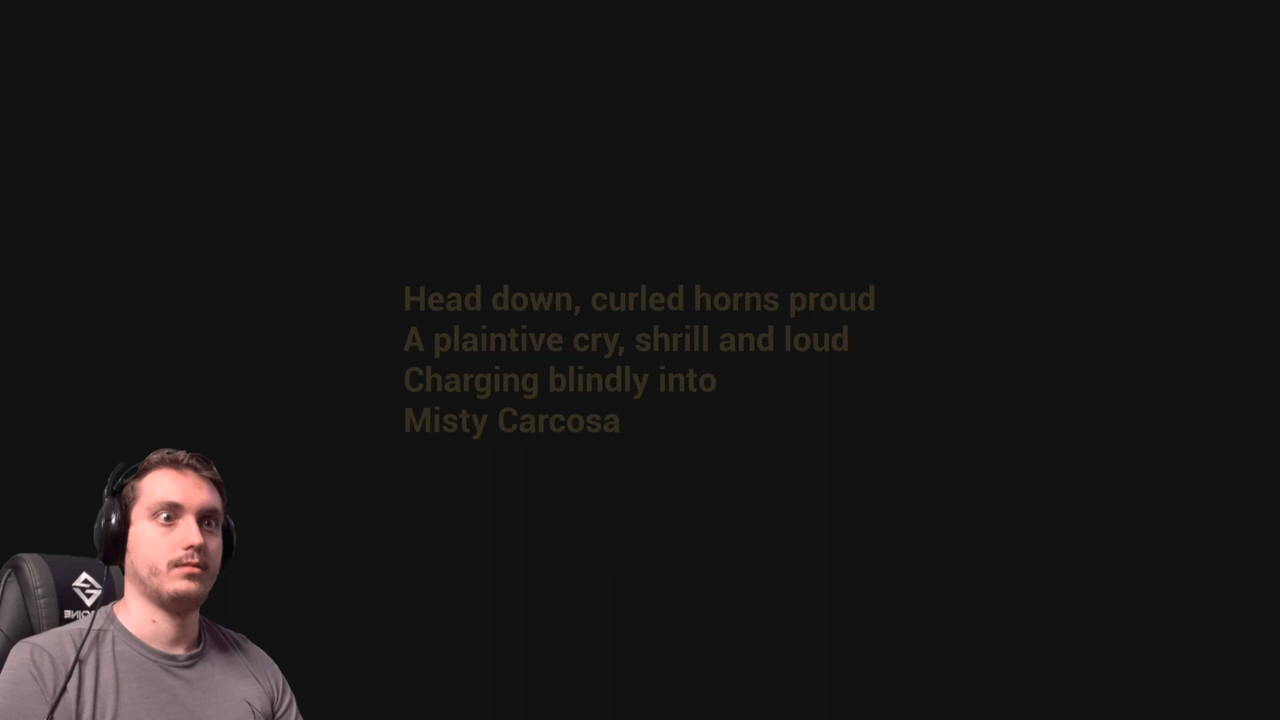 Head down, curled horns proud
A plaintive cry, shrill and loud
Charging blindly into
Misty Carcosa